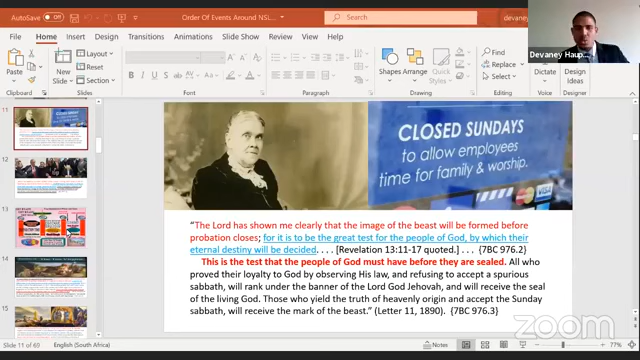 AutoSave Off
Order Of Events Around NSL...
Search
devaney
File Home Insert Design Transitions Animations Slide Show Review View Help
Devaney Haup...
Paste
New Slide
Layout
Reset
Section
Shapes
Arrange
Quick Styles
Find
Replace
Select
Dictate
Design Ideas
Clipboard
Slides
Font
Paragraph
Drawing
Editing
Voice
Designer
11
12
13
14
15
CLOSED SUNDAYS
to allow employees
time for family & worship.
VISA
“The Lord has shown me clearly that the image of the beast will be formed before
probation closes; for it is to be the great test for the people of God, by which their
eternal destiny will be decided. . . . [Revelation 13:11-17 quoted]. . . . {7BC 976.2}
This is the test that the people of God must have before they are sealed. All who
proved their loyalty to God by observing His law, and refusing to accept a spurious
sabbath, will rank under the banner of the Lord God Jehovah, and will receive the seal
of the living God. Those who yield the truth of heavenly origin and accept the Sunday
sabbath, will receive the mark of the beast.” (Letter 11, 1890). {7BC 976.3}
zoom
Slide 11 of 69
English (South Africa)
Notes
77%